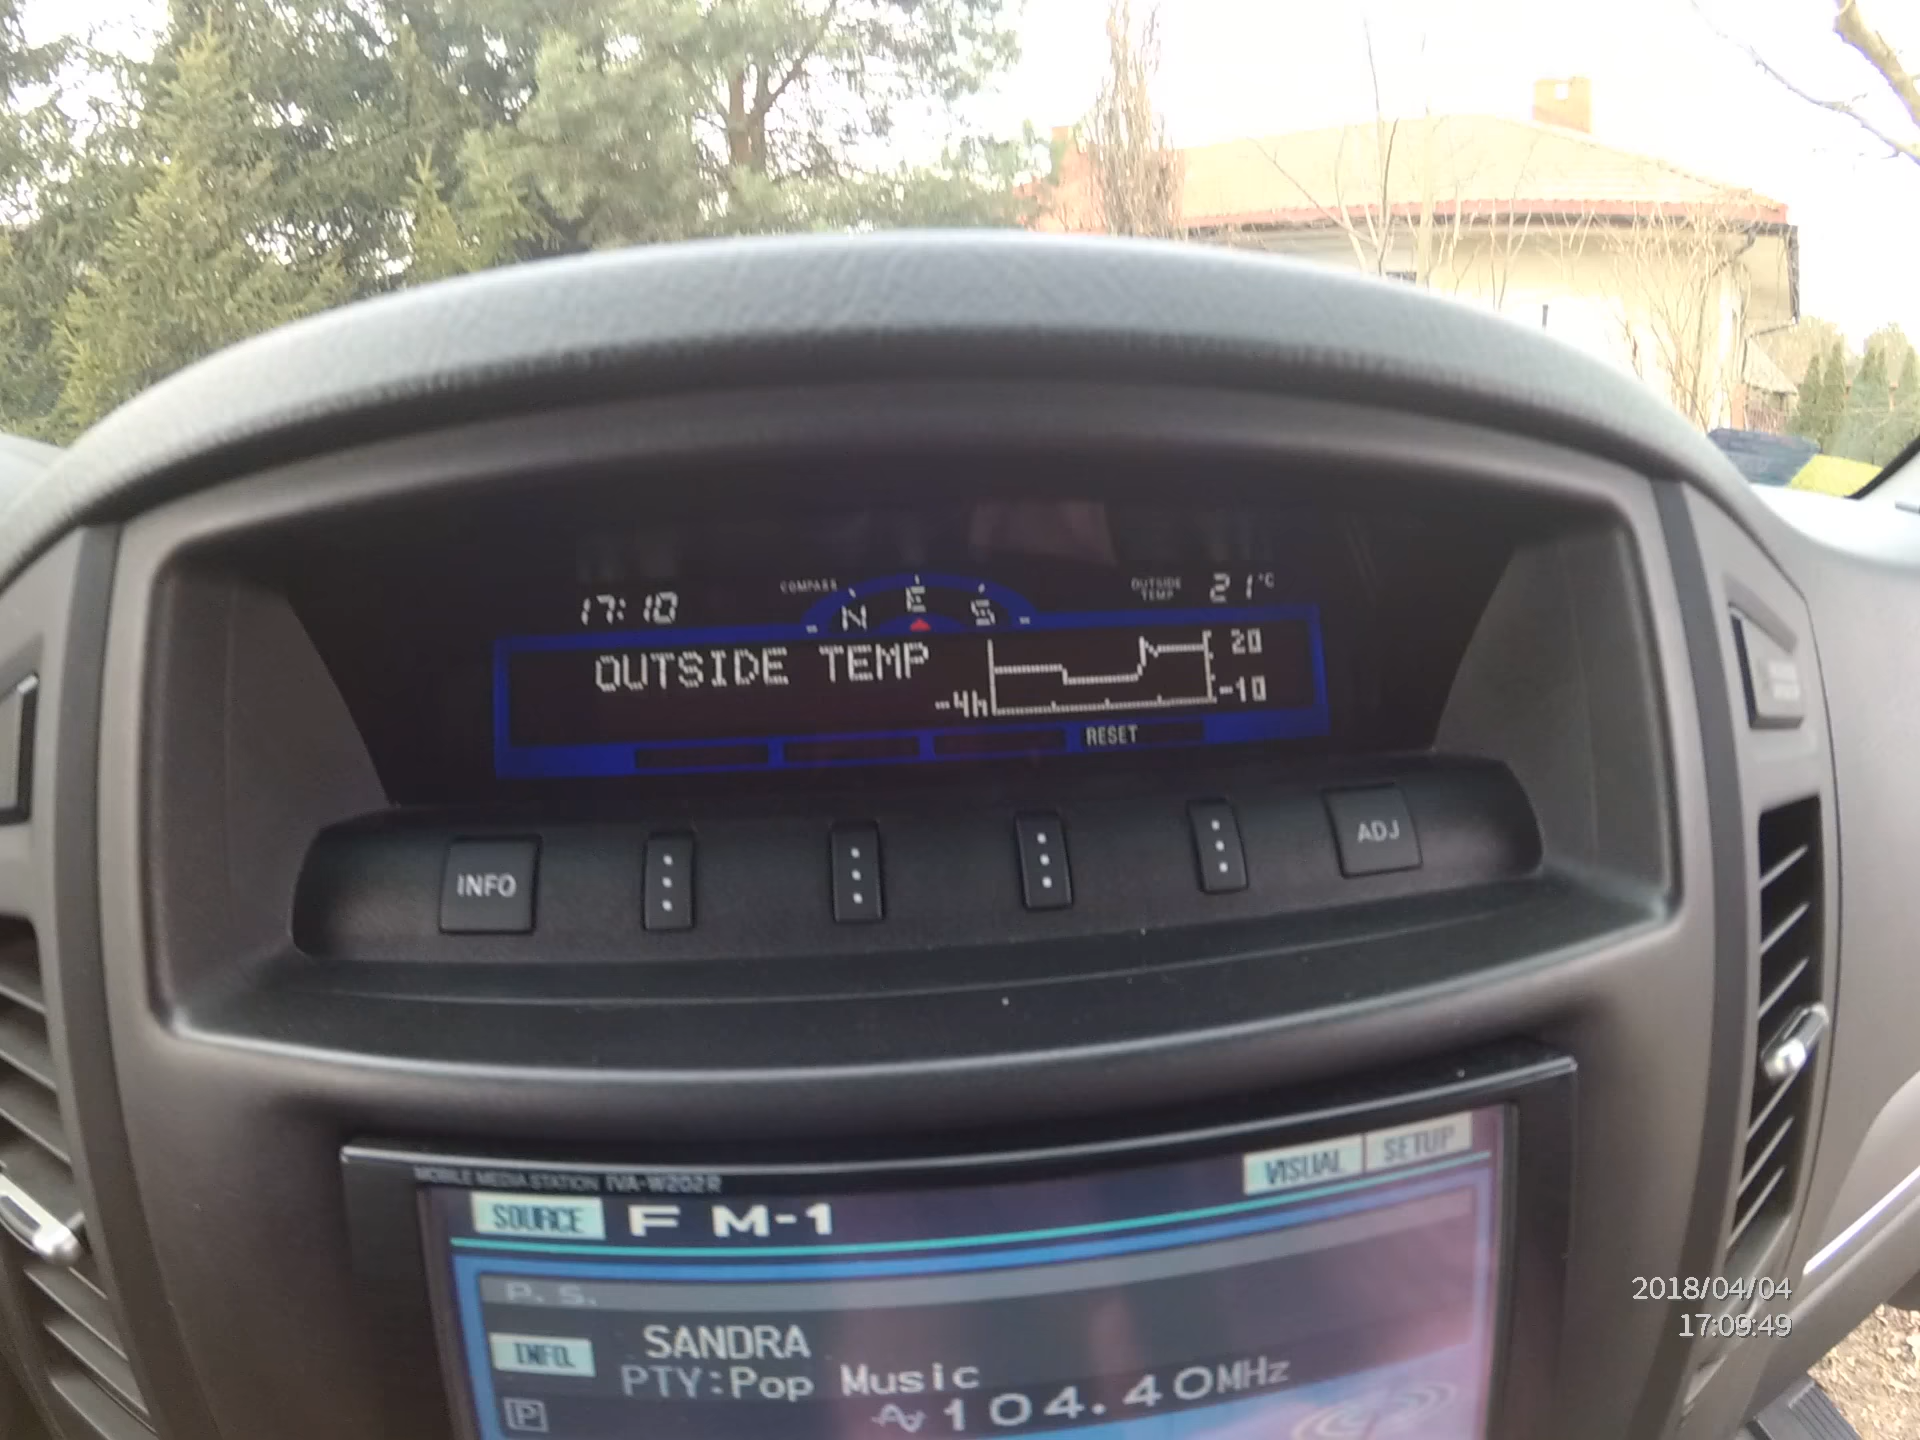 17:10
COMPASS
N E S
OUTSIDE TEMP
21°C
OUTSIDE TEMP
20
-10
-4h
RESET
INFO
ADJ
MOBILE MEDIA STATION IVA-W202R
VISUAL
SETUP
SOURCE
FM-1
P.S.
INFO.
SANDRA
PTY:Pop Music
P
104.40MHz
2018/04/04
17:09:49